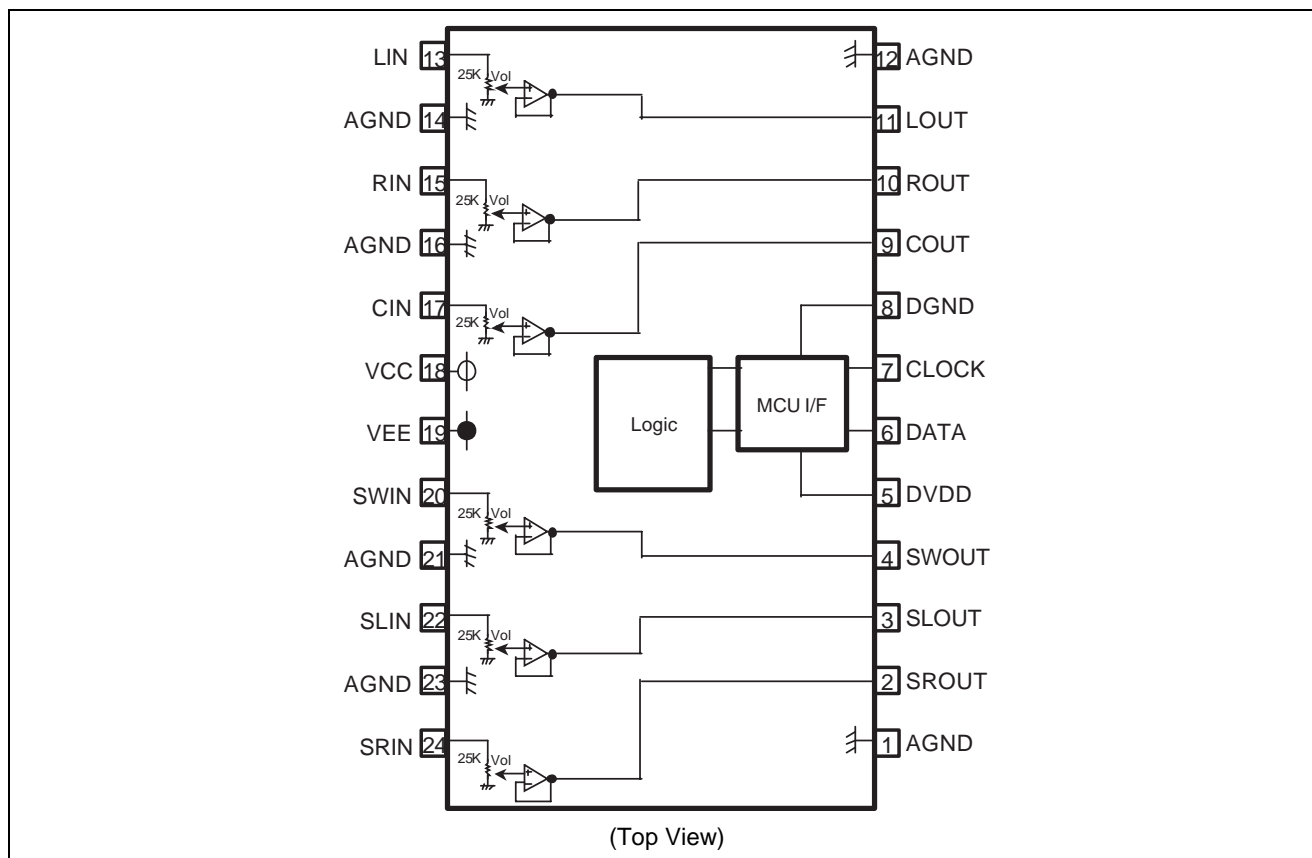 LIN 13 12 AGND
25K Vol
AGND 14 11 LOUT
RIN 15 10 ROUT
25K Vol
AGND 16 9 COUT
CIN 17 8 DGND
25K Vol
VCC 18 7 CLOCK
Logic MCU I/F
VEE 19 6 DATA
SWIN 20 5 DVDD
25K Vol
AGND 21 4 SWOUT
SLIN 22 3 SLOUT
25K Vol
AGND 23 2 SROUT
SRIN 24 1 AGND
25K Vol
(Top View)